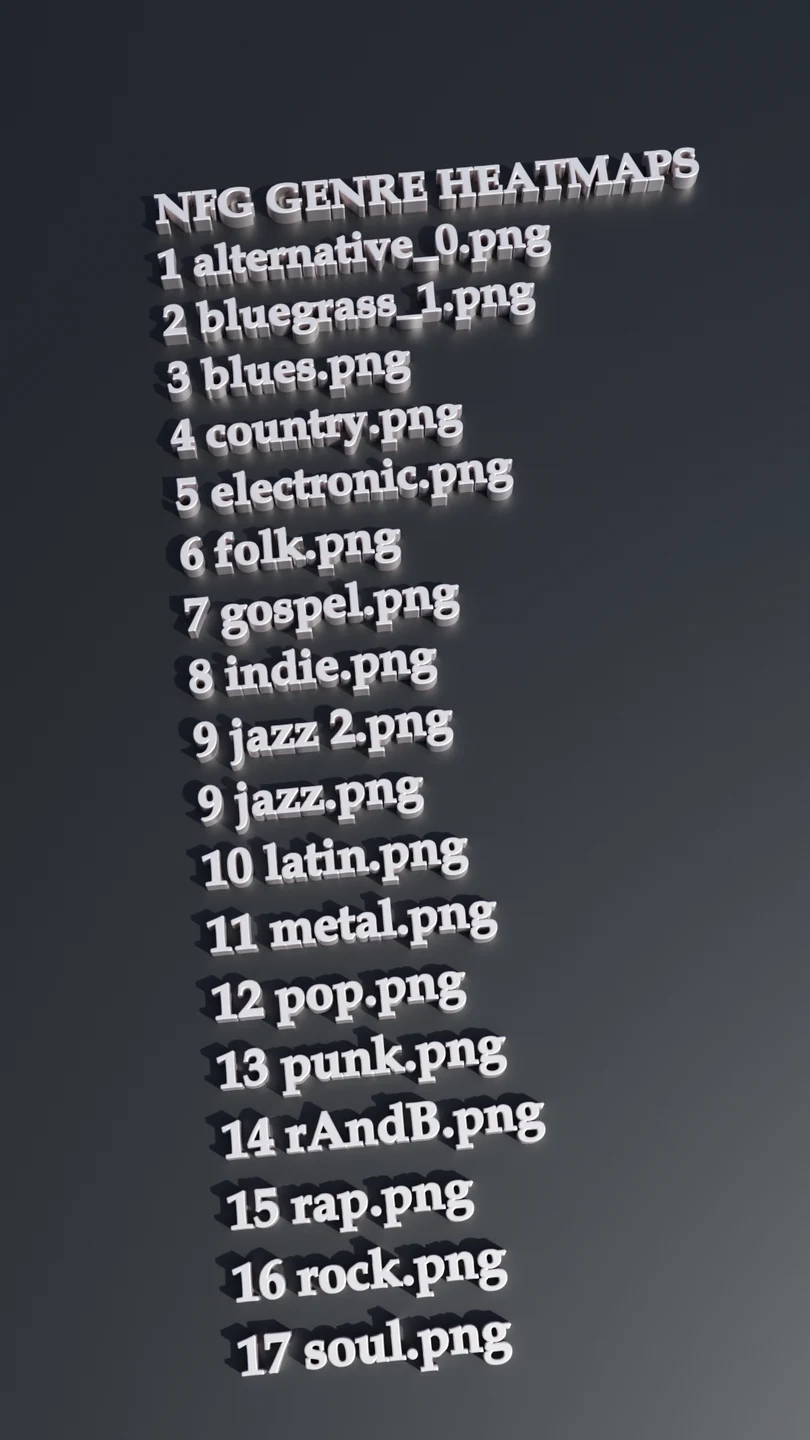 NFG GENRE HEATMAPS
1 alternative_0.png
2 bluegrass_1.png
3 blues.png
4 country.png
5 electronic.png
6 folk.png
7 gospel.png
8 indie.png
9 jazz 2.png
9 jazz.png
10 latin.png
11 metal.png
12 pop.png
13 punk.png
14 rAndB.png
15 rap.png
16 rock.png
17 soul.png